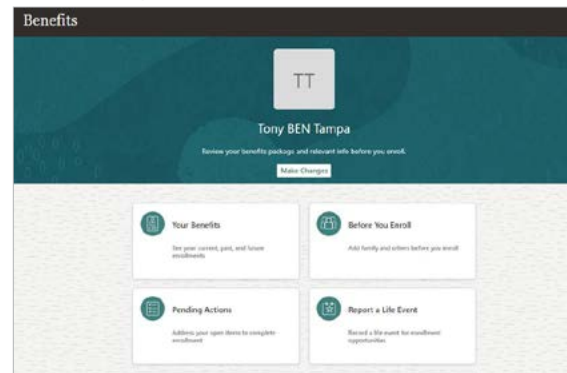 Benefits
TT
Tony BEN Tampa
Review your benefits package and relevant info before you enroll.
Make Changes
Your Benefits
See your current, past, and future
enrollments
Before You Enroll
Add family and others before you enroll
Pending Actions
Address your open items to complete
enrollment
Report a Life Event
Record a life event for enrollment
opportunities